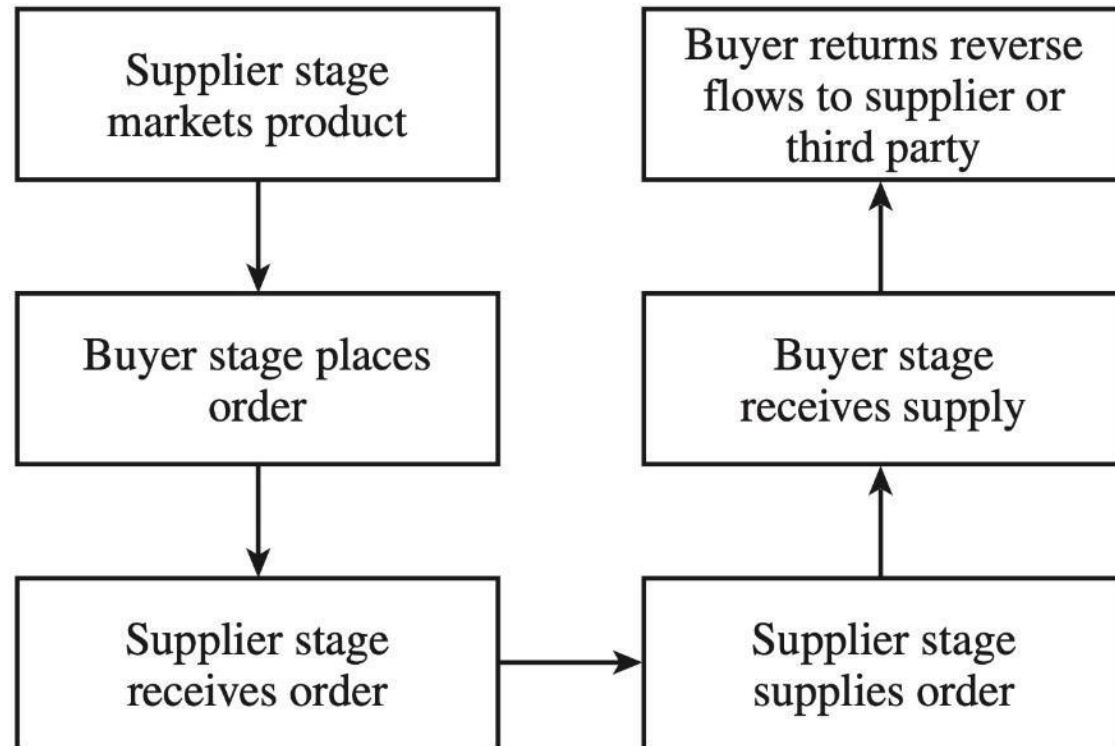 Supplier stage
markets product
Buyer stage places
order
Supplier stage
receives order
Supplier stage
supplies order
Buyer stage
receives supply
Buyer returns reverse
flows to supplier or
third party